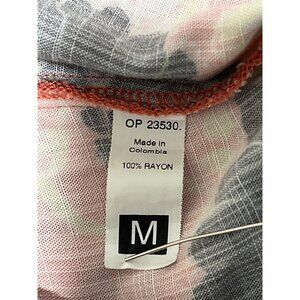 OP 23530.
Made in
Colombia
100% RAYON
M